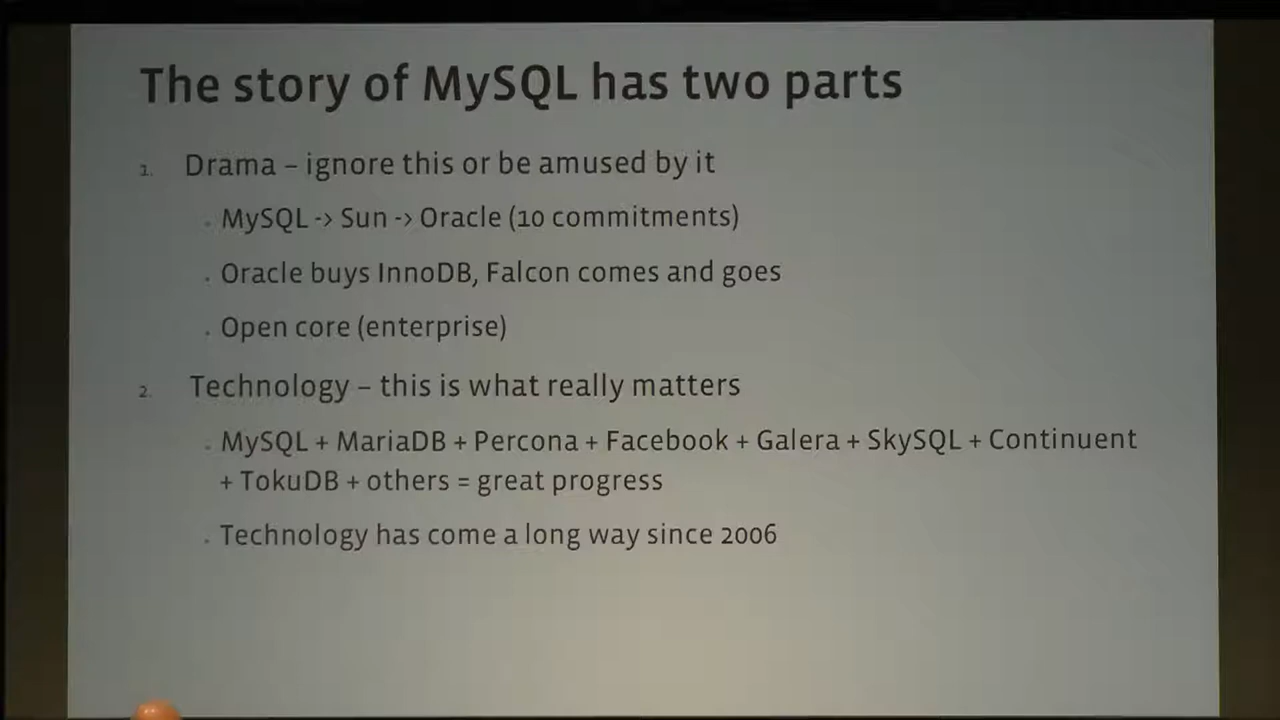 The story of MySQL has two parts
1. Drama – ignore this or be amused by it
. MySQL -> Sun -> Oracle (10 commitments)
. Oracle buys InnoDB, Falcon comes and goes
. Open core (enterprise)
2. Technology – this is what really matters
. MySQL + MariaDB + Percona + Facebook + Galera + SkySQL + Continuent
+ TokuDB + others = great progress
. Technology has come a long way since 2006